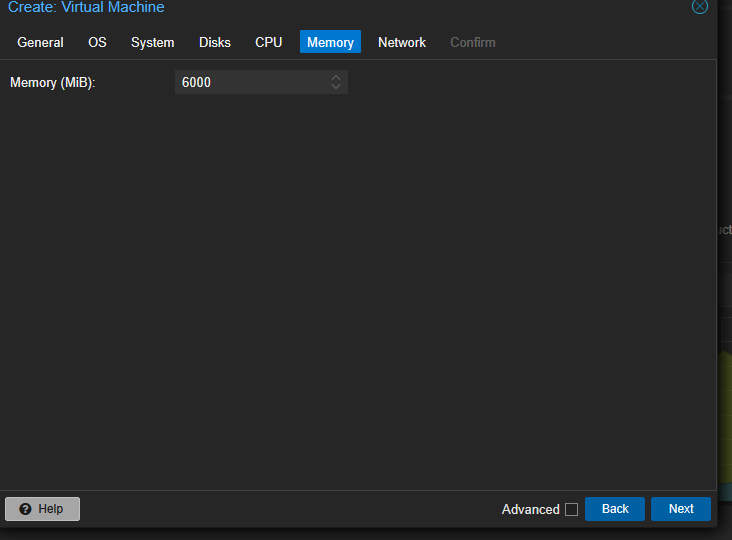 Create: Virtual Machine
General OS System Disks CPU Memory Network Confirm
Memory (MiB): 6000
Help Advanced Back Next